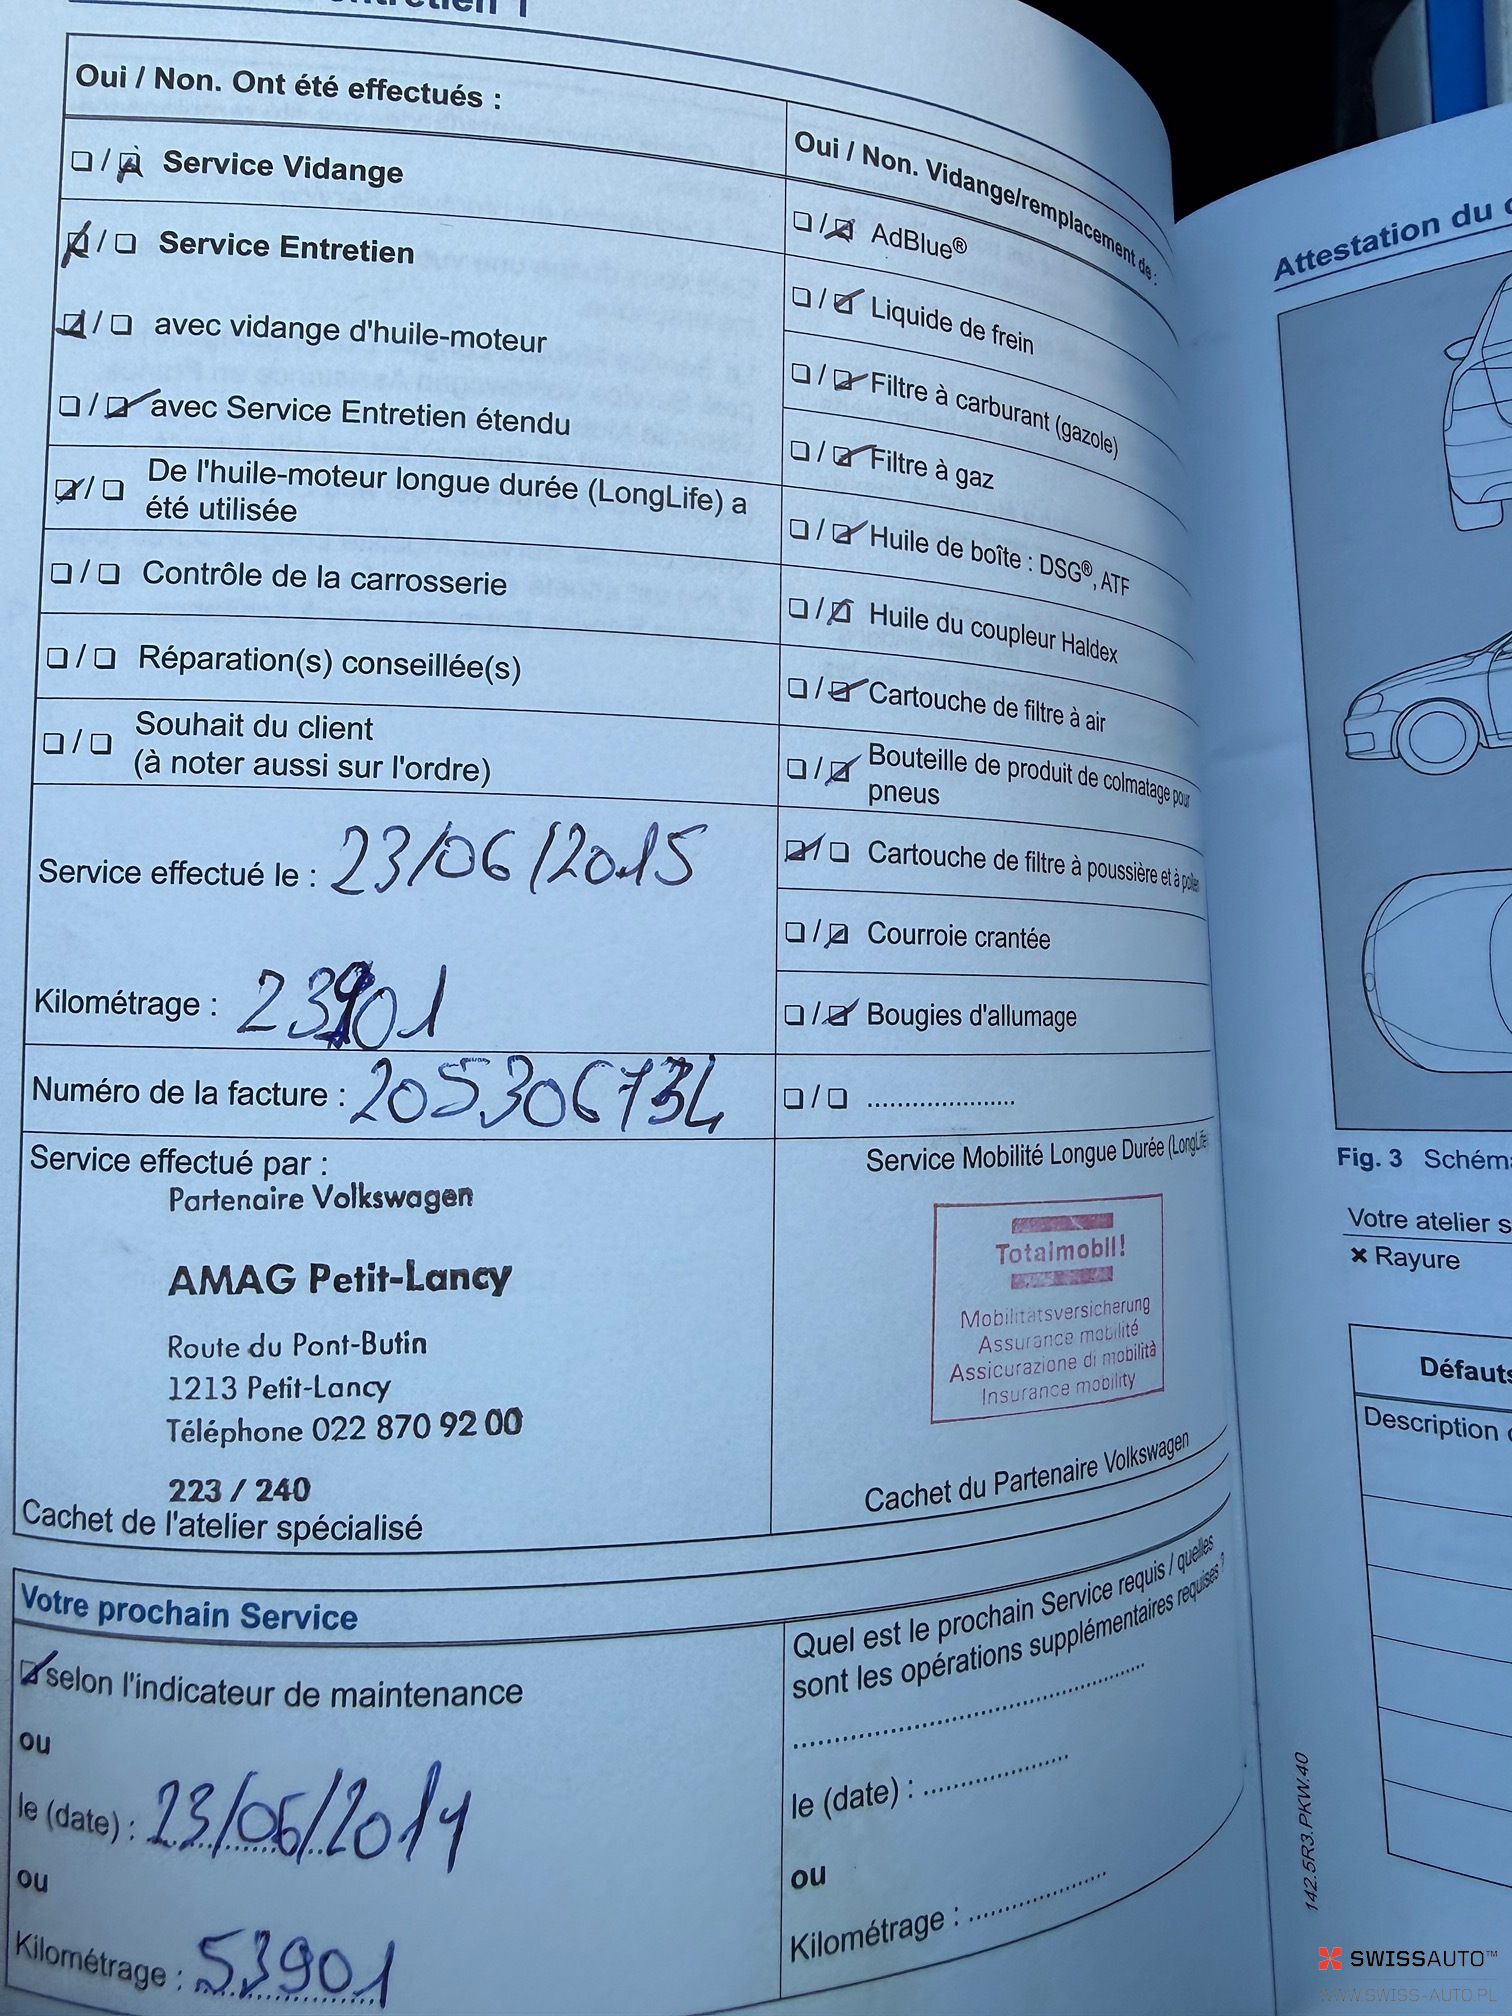 Oui / Non. Ont été effectués :
❏ / ❏ Service Vidange
❏ / ❏ Service Entretien
❏ / ❏ avec vidange d'huile-moteur
❏ / ❏ avec Service Entretien étendu
❏ / ❏ De l'huile-moteur longue durée (LongLife) a
été utilisée
❏ / ❏ Contrôle de la carrosserie
❏ / ❏ Réparation(s) conseillée(s)
❏ / ❏ Souhait du client
(à noter aussi sur l'ordre)
Service effectué le : 23/06/2015
Kilométrage : 23901
Numéro de la facture : 205306734
Service effectué par :
Partenaire Volkswagen
AMAG Petit-Lancy
Route du Pont-Butin
1213 Petit-Lancy
Téléphone 022 870 92 00
223 / 240
Cachet de l'atelier spécialisé
Oui / Non. Vidange/remplacement de :
❏ / ❏ AdBlue®
❏ / ❏ Liquide de frein
❏ / ❏ Filtre à carburant (gazole)
❏ / ❏ Filtre à gaz
❏ / ❏ Huile de boîte : DSG®, ATF
❏ / ❏ Huile du coupleur Haldex
❏ / ❏ Cartouche de filtre à air
❏ / ❏ Bouteille de produit de colmatage pour
pneus
❏ / ❏ Cartouche de filtre à poussière et à pollen
❏ / ❏ Courroie crantée
❏ / ❏ Bougies d'allumage
❏ / ❏ ......................
Service Mobilité Longue Durée (LongLife)
Totalmobil!
Mobilitätsversicherung
Assurance mobilité
Assicurazione di mobilità
Insurance mobility
Cachet du Partenaire Volkswagen
Votre prochain Service
❏ selon l'indicateur de maintenance
ou
le (date) : 23/06/2017
ou
Kilométrage : 53901
Quel est le prochain Service requis / quelles
sont les opérations supplémentaires requises ?
le (date) : ....................
ou
Kilométrage : ....................
Attestation du
Fig. 3 Schéma
Votre atelier s
✖ Rayure
Défauts
Description
142.5R3.PKW.40
SWISSAUTO™
WWW.SWISS-AUTO.PL